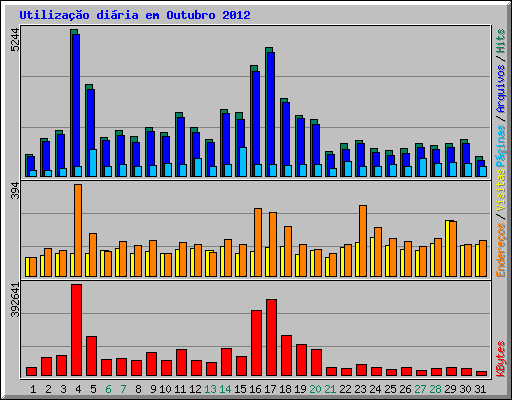 Utilização diária em Outubro 2012
5244
394
392641
Endereços / Visitas Páginas / Arquivos / Hits
KBytes
1 2 3 4 5 6 7 8 9 10 11 12 13 14 15 16 17 18 19 20 21 22 23 24 25 26 27 28 29 30 31